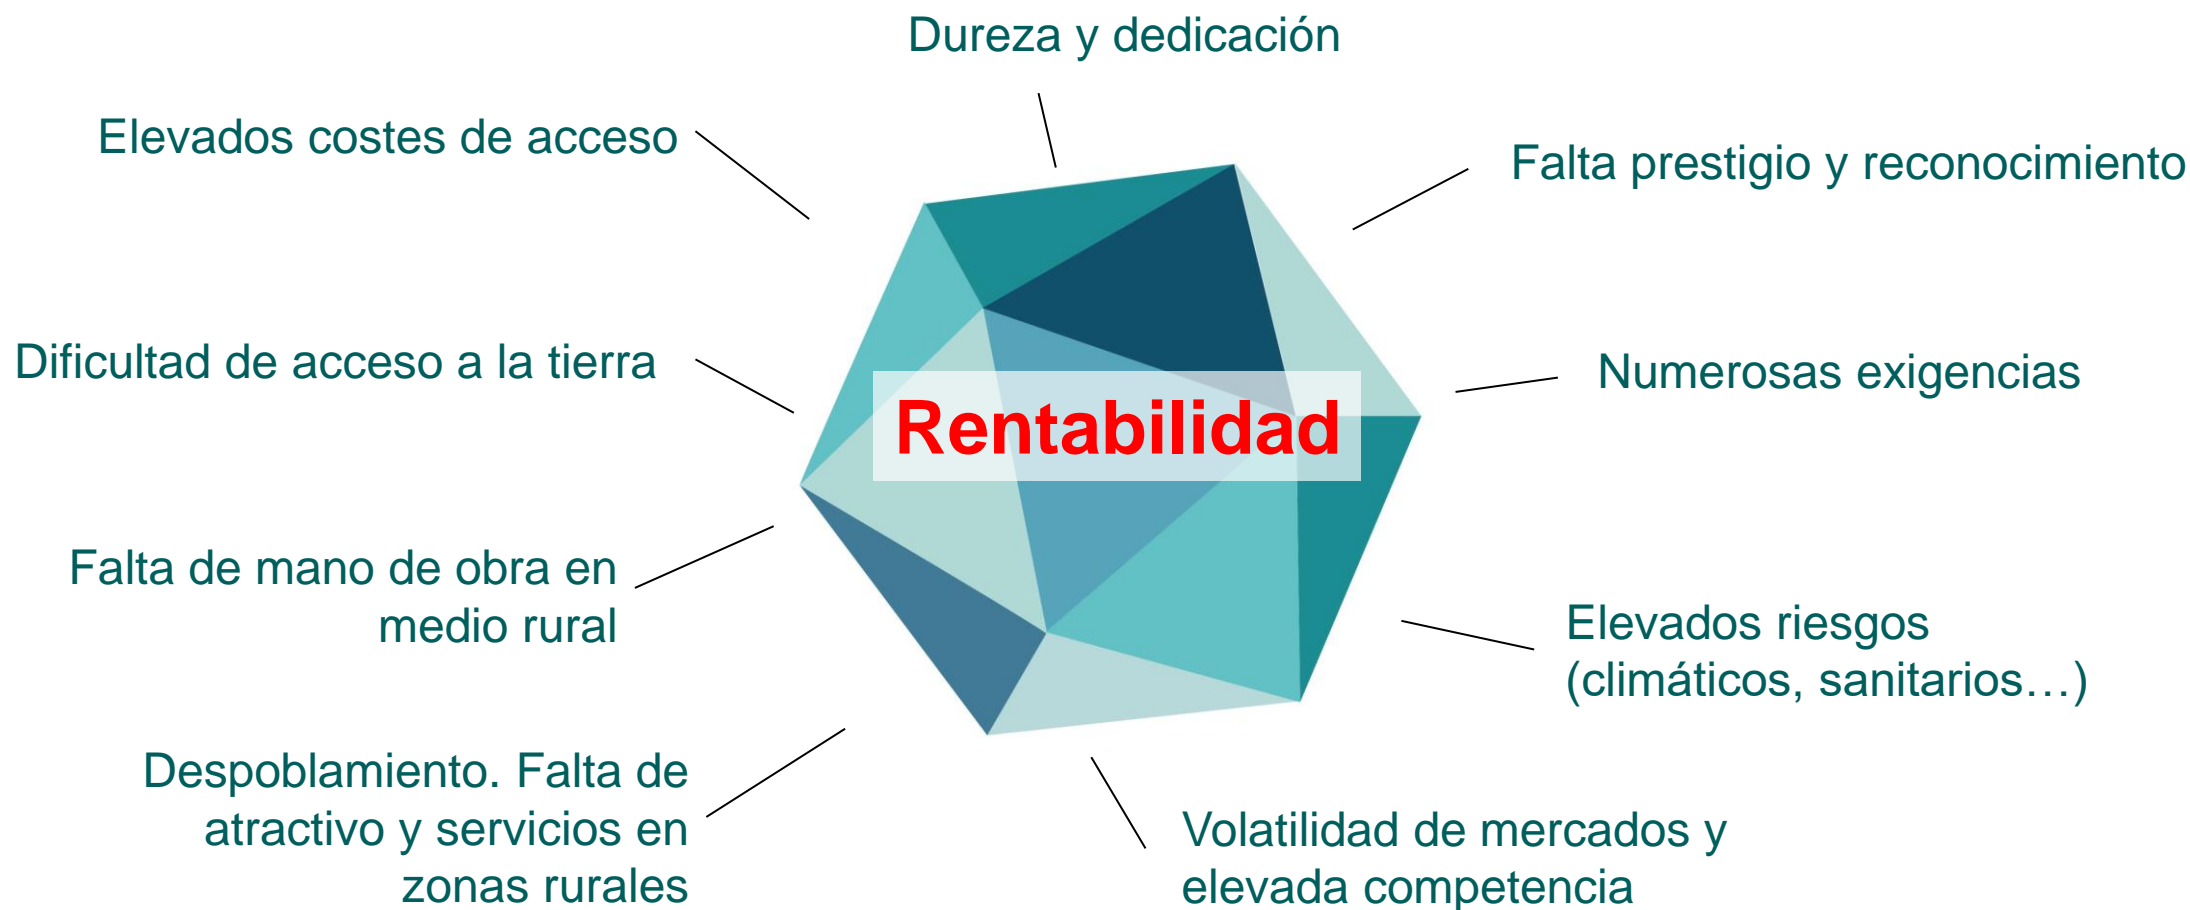 Dureza y dedicación
Elevados costes de acceso
Falta prestigio y reconocimiento
Dificultad de acceso a la tierra
Numerosas exigencias
Rentabilidad
Falta de mano de obra en
medio rural
Elevados riesgos
(climáticos, sanitarios…)
Despoblamiento. Falta de
atractivo y servicios en
zonas rurales
Volatilidad de mercados y
elevada competencia